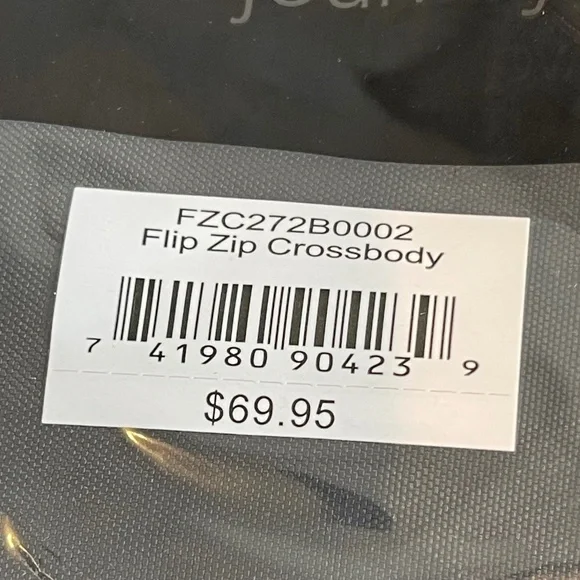 FZC272B0002
Flip Zip Crossbody
7 41980 90423 9
$69.95